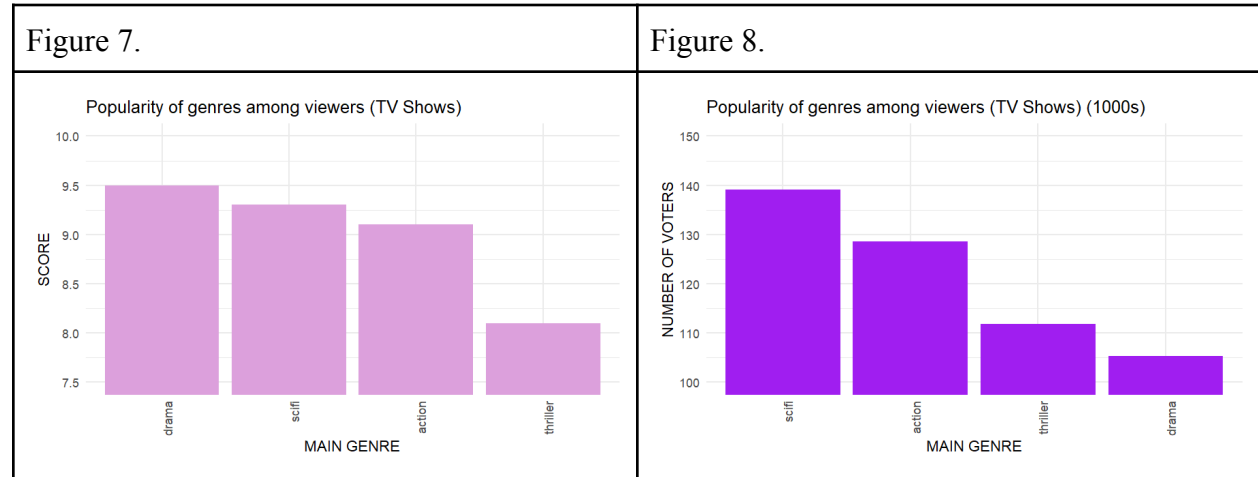 Figure 7.
Figure 8.
Popularity of genres among viewers (TV Shows)
10.0
9.5
9.0
8.5
8.0
7.5
SCORE
drama
scifi
action
thriller
MAIN GENRE
Popularity of genres among viewers (TV Shows) (1000s)
150
140
130
120
110
100
NUMBER OF VOTERS
scifi
action
thriller
drama
MAIN GENRE